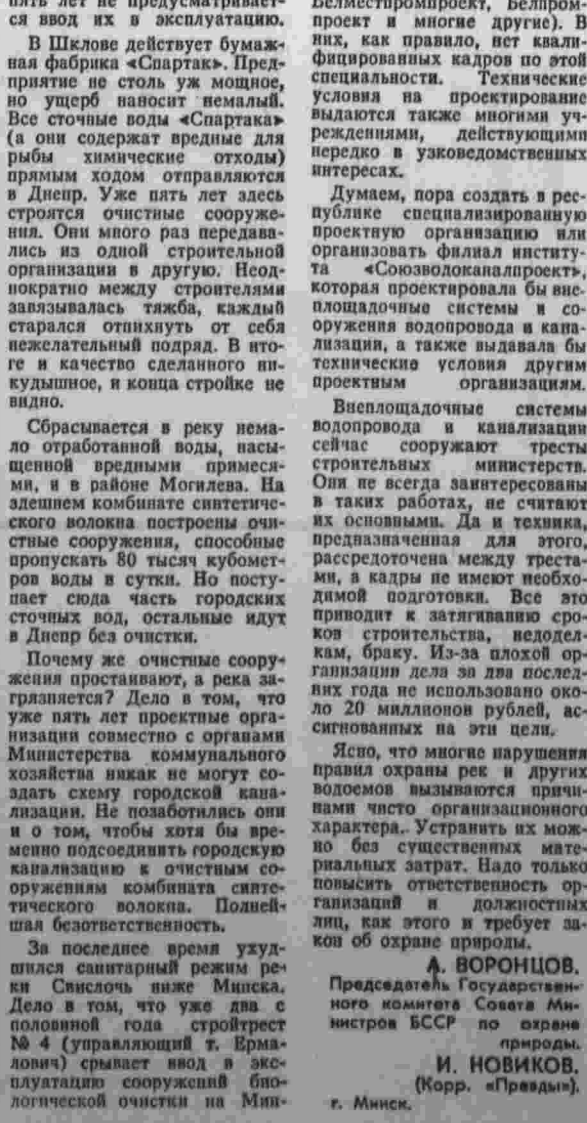 пять лет не предусматривает-
ся ввод их в эксплуатацию.
В Шклове действует бумаж-
ная фабрика «Спартак». Пред-
приятие не столь уж мощное,
но ущерб наносит немалый.
Все сточные воды «Спартака»
(а они содержат вредные для
рыбы химические отходы)
прямым ходом отправляются
в Днепр. Уже пять лет здесь
строятся очистные сооруже-
ния. Они много раз передава-
лись из одной строительной
организации в другую. Неод-
нократно между строителями
завязывалась тяжба, каждый
старался отпихнуть от себя
нежелательный подряд. В ито-
ге и качество сделанного ни-
кудышное, и конца стройке не
видно.
Сбрасывается в реку нема-
ло отработанной воды, насы-
щенной вредными примеся-
ми, и в районе Могилева. На
здешнем комбинате синтетиче-
ского волокна построены очи-
стные сооружения, способные
пропускать 80 тысяч кубомет-
ров воды в сутки. Но посту-
пает сюда часть городских
сточных вод, остальные идут
в Днепр без очистки.
Почему же очистные соору-
жения простаивают, а река за-
грязняется? Дело в том, что
уже пять лет проектные орга-
низации совместно с органами
Министерства коммунального
хозяйства никак не могут со-
здать схему городской кана-
лизации. Не позаботились они
и о том, чтобы хотя бы вре-
менно подсоединить городскую
канализацию к очистным со-
оружениям комбината синте-
тического волокна. Полней-
шая безответственность.
За последнее время ухуд-
шился санитарный режим ре-
ки Свислочь ниже Минска.
Дело в том, что уже два с
половиной года стройтрест
№ 4 (управляющий т. Ерма-
лович) срывает ввод в экс-
плуатацию сооружений био-
логической очистки на Мин-
Белместпромпроект, Белпром-
проект и многие другие). В
них, как правило, нет квали-
фицированных кадров по этой
специальности. Технические
условия на проектирование
выдаются также многими уч-
реждениями, действующими
нередко в узковедомственных
интересах.
Думаем, пора создать в рес-
публике специализированную
проектную организацию или
организовать филиал институ-
та «Союзводоканалпроект»,
которая проектировала бы вне-
площадочные системы и со-
оружения водопровода и кана-
лизации, а также выдавала бы
технические условия другим
проектным организациям.
Внеплощадочные системы
водопровода и канализации
сейчас сооружают тресты
строительных министерств.
Они не всегда заинтересованы
в таких работах, не считают
их основными. Да и техника,
предназначенная для этого,
рассредоточена между треста-
ми, а кадры не имеют необхо-
димой подготовки. Все это
приводит к затягиванию сро-
ков строительства, недодел-
кам, браку. Из-за плохой ор-
ганизации дела за два послед-
них года не использовано око-
ло 20 миллионов рублей, ас-
сигнованных на эти цели.
Ясно, что многие нарушения
правил охраны рек и других
водоемов вызываются причи-
нами чисто организационного
характера. Устранить их мож-
но без существенных мате-
риальных затрат. Надо только
повысить ответственность ор-
ганизаций и должностных
лиц, как этого и требует за-
кон об охране природы.
А. ВОРОНЦОВ.
Председатель Государствен-
ного комитета Совета Ми-
нистров БССР по охране
природы.
И. НОВИКОВ.
(Корр. «Правды»).
г. Минск.